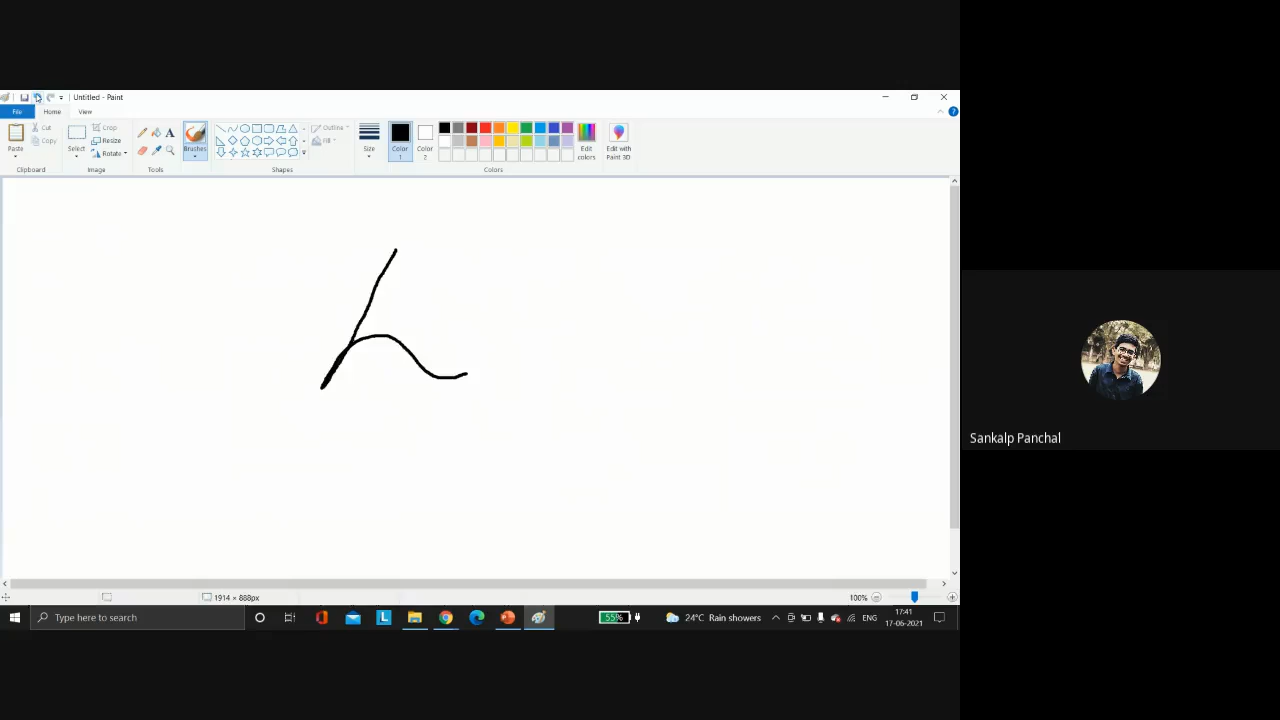 Untitled - Paint
File Home View
Paste
Cut
Copy
Clipboard
Select
Crop
Resize
Rotate
Image
A
Tools
Brushes
Outline
Fill
Shapes
Size
Color 1
Color 2
Edit colors
Colors
Edit with Paint 3D
h
Sankalp Panchal
1914 × 888px
100%
Type here to search
L
55%
24°C Rain showers
ENG
17:41
17-06-2021